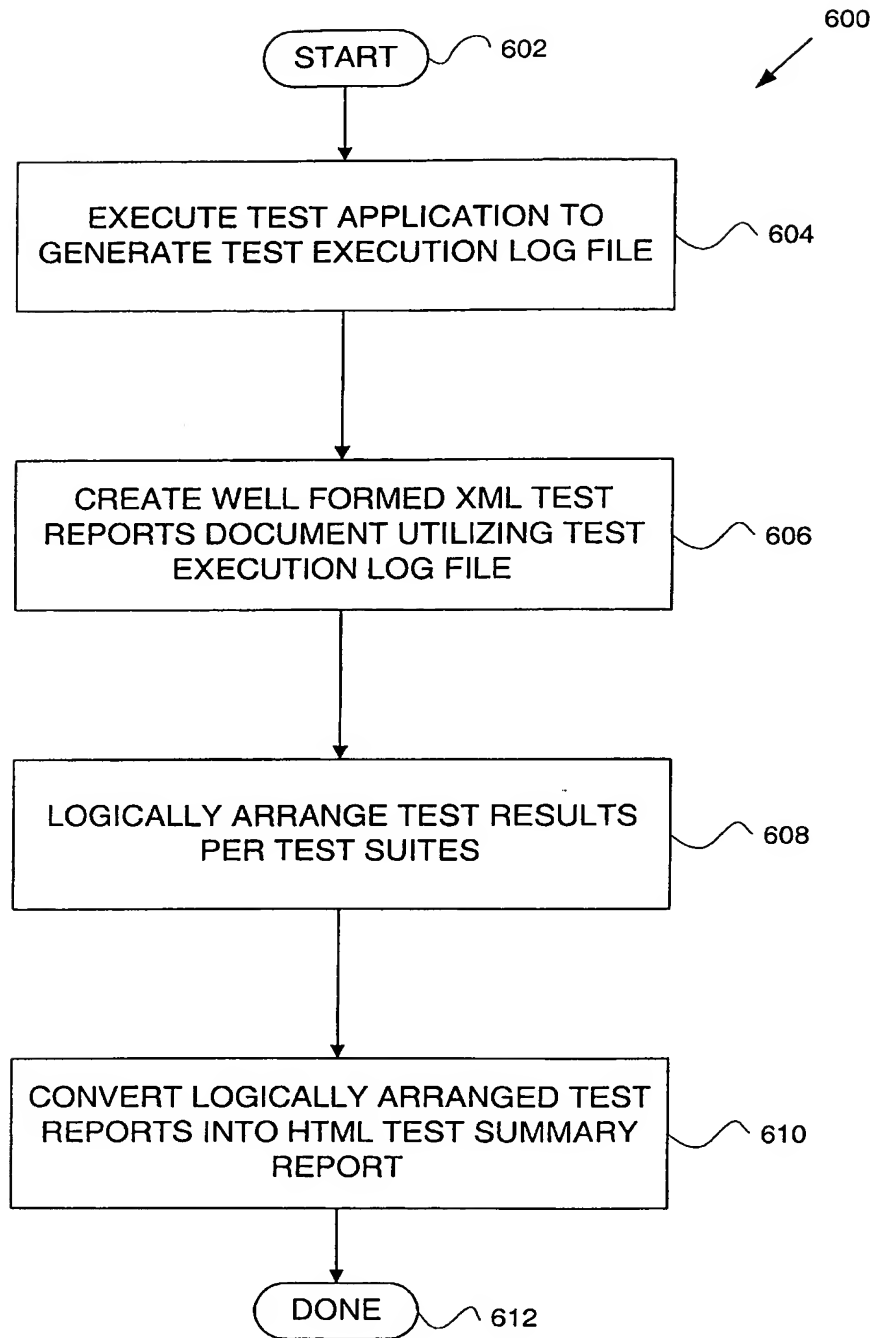 600
START
602
EXECUTE TEST APPLICATION TO
GENERATE TEST EXECUTION LOG FILE
604
CREATE WELL FORMED XML TEST
REPORTS DOCUMENT UTILIZING TEST
EXECUTION LOG FILE
606
LOGICALLY ARRANGE TEST RESULTS
PER TEST SUITES
608
CONVERT LOGICALLY ARRANGED TEST
REPORTS INTO HTML TEST SUMMARY
REPORT
610
DONE
612